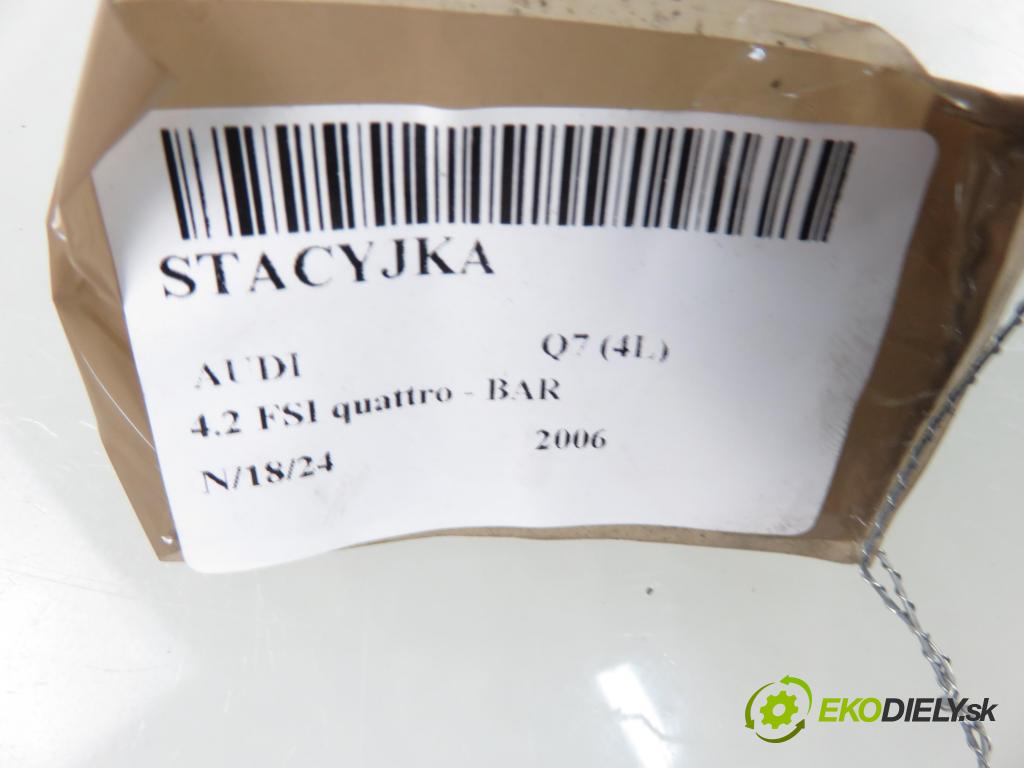 STACYJKA
AUDI Q7 (4L)
4.2 FSI quattro - BAR
N/18/24 2006
EKODIELY.sk